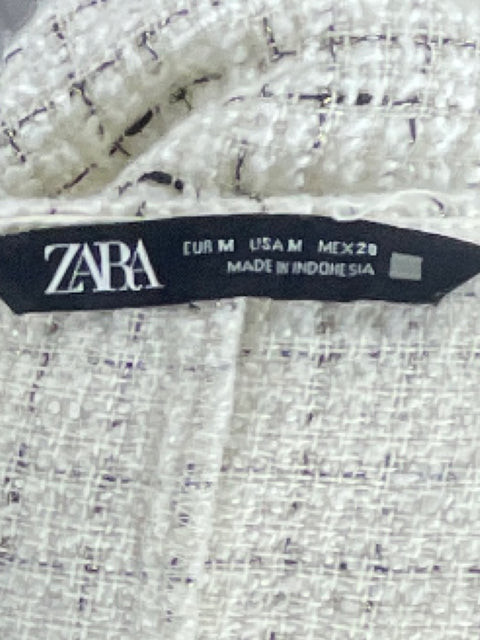 ZARA
EUR M USA M MEX 28
MADE IN INDONESIA